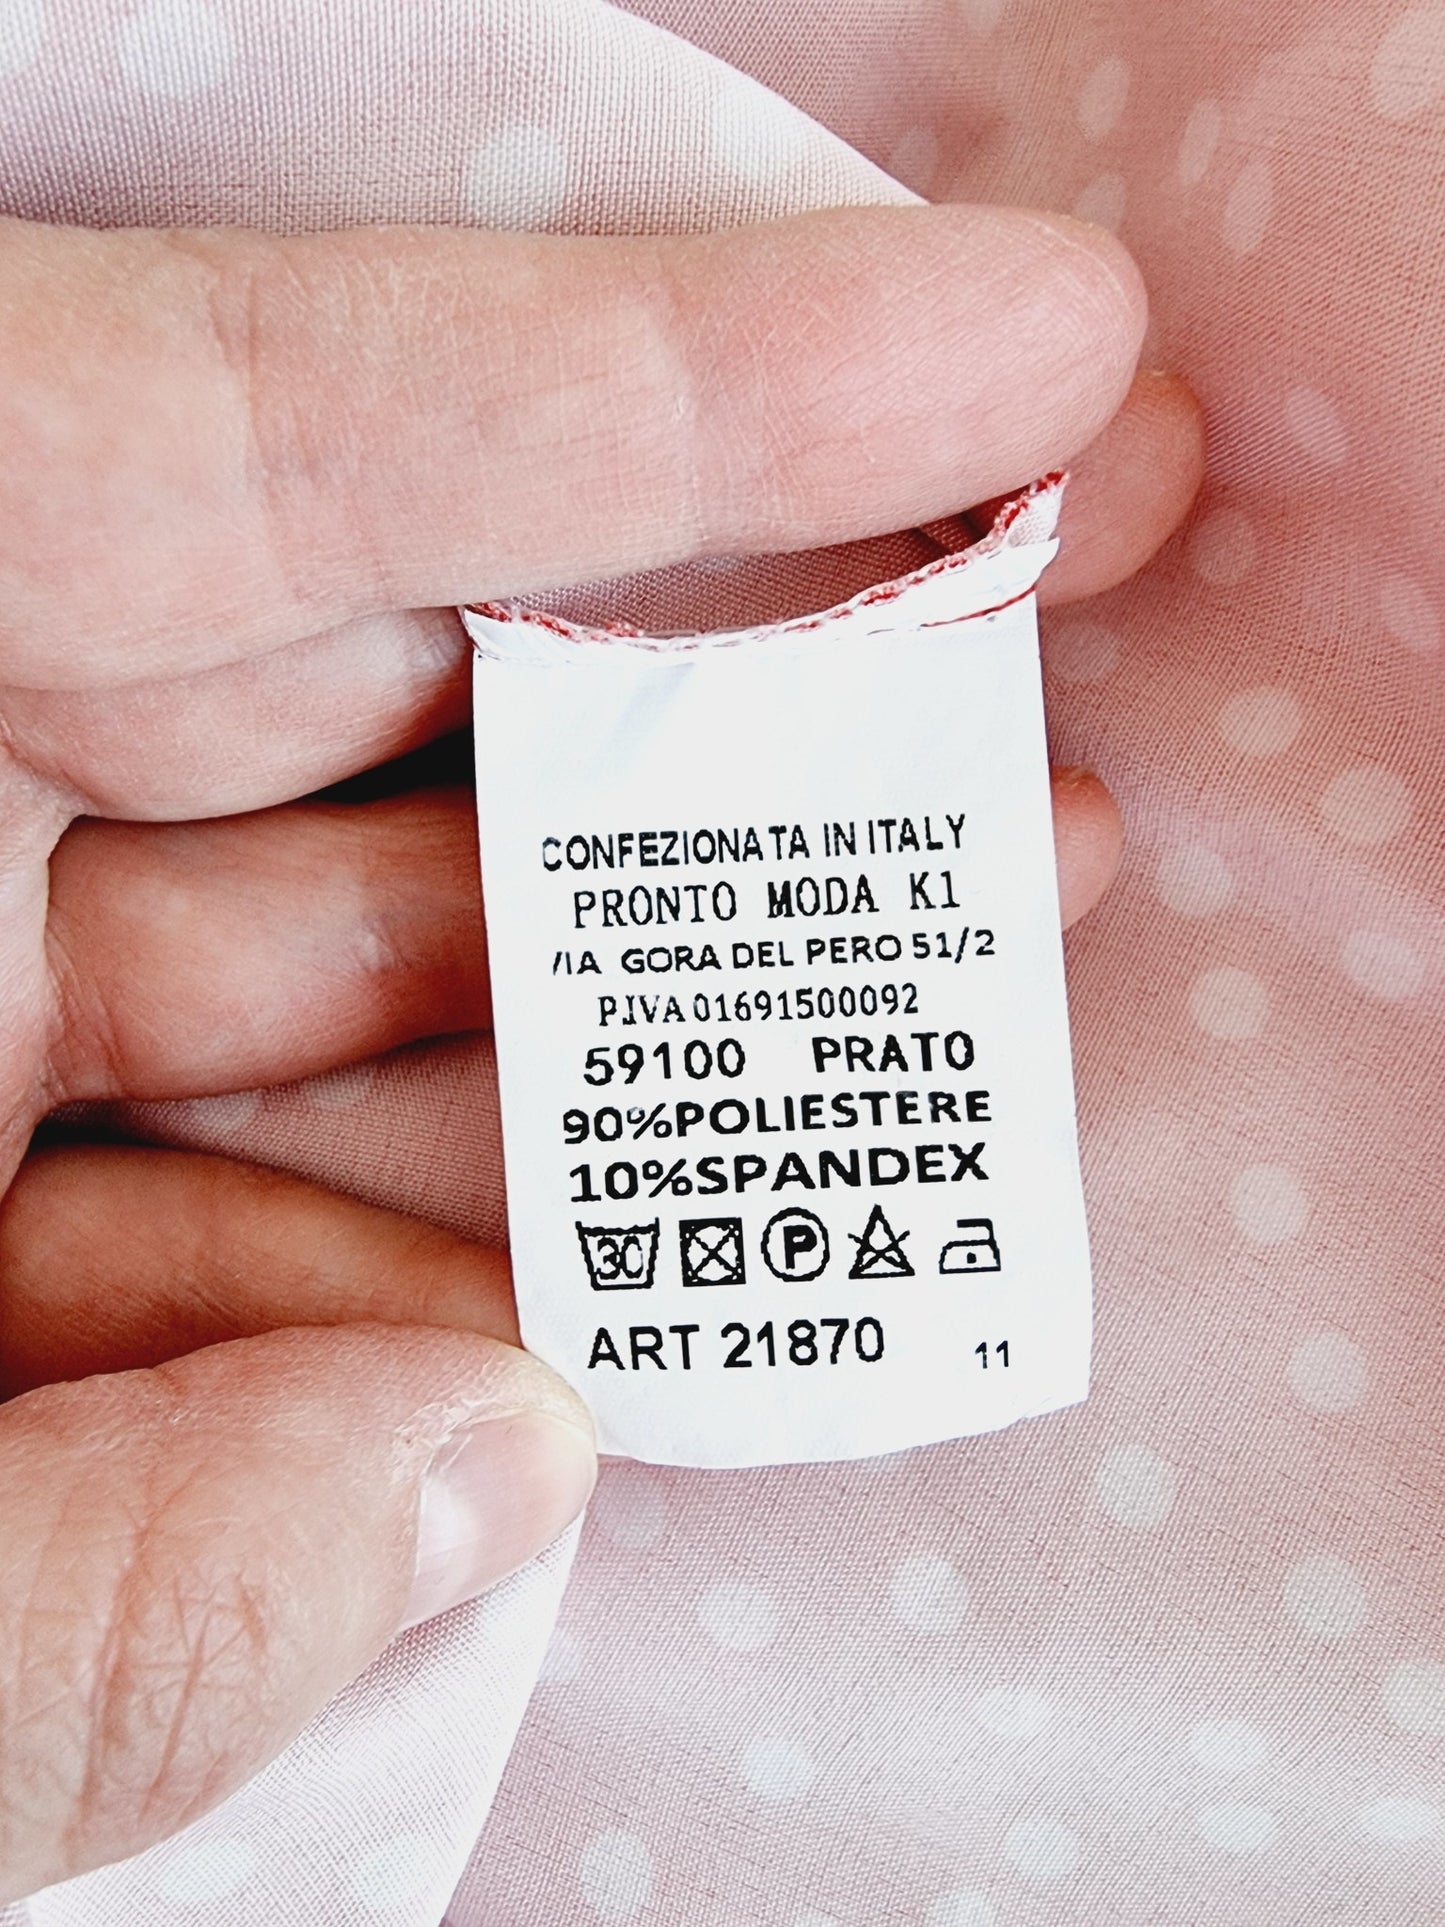 CONFEZIONATA IN ITALY
PRONTO MODA K1
VIA GORA DEL PERO 51/2
P.IVA 01691500092
59100 PRATO
90%POLIESTERE
10%SPANDEX
30 P
ART 21870 11